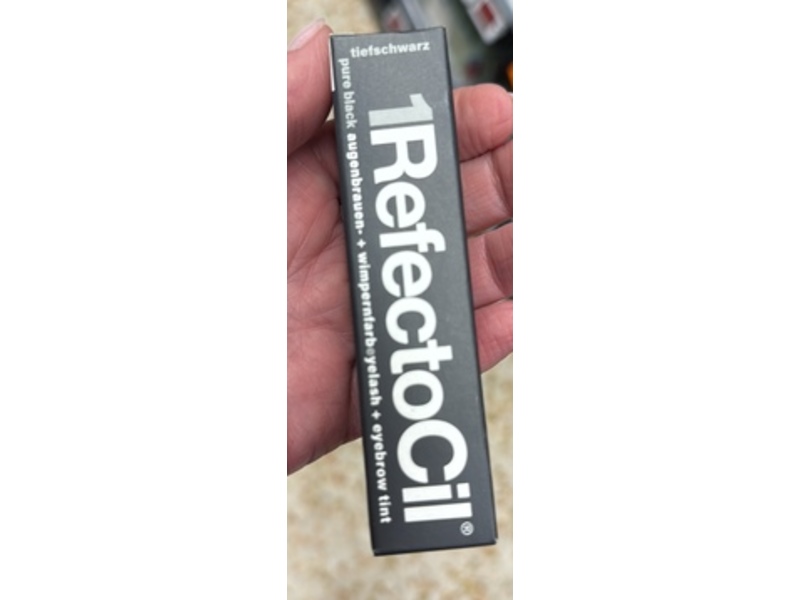 tiefschwarz
pure black augenbrauen- + wimpernfarbe eyelash + eyebrow tint
1RefectoCil®